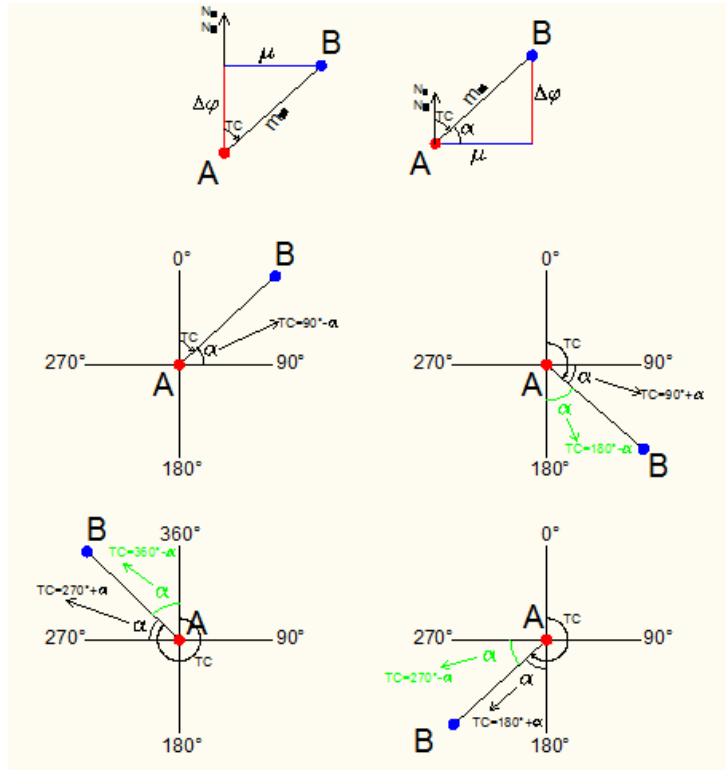 N
N
μ
B
Δφ
TC
m
A
B
N
N
m
Δφ
TC
α
A
μ
0°
B
TC=90°-α
TC
α
270°
90°
A
180°
0°
TC
270°
90°
A
α
TC=90°+α
α
TC=180°-α
B
180°
B
360°
TC=360°-α
α
TC=270°+α
α
A
270°
90°
TC
180°
0°
A
TC
270°
90°
α
TC=270°-α
α
TC=180°+α
B
180°